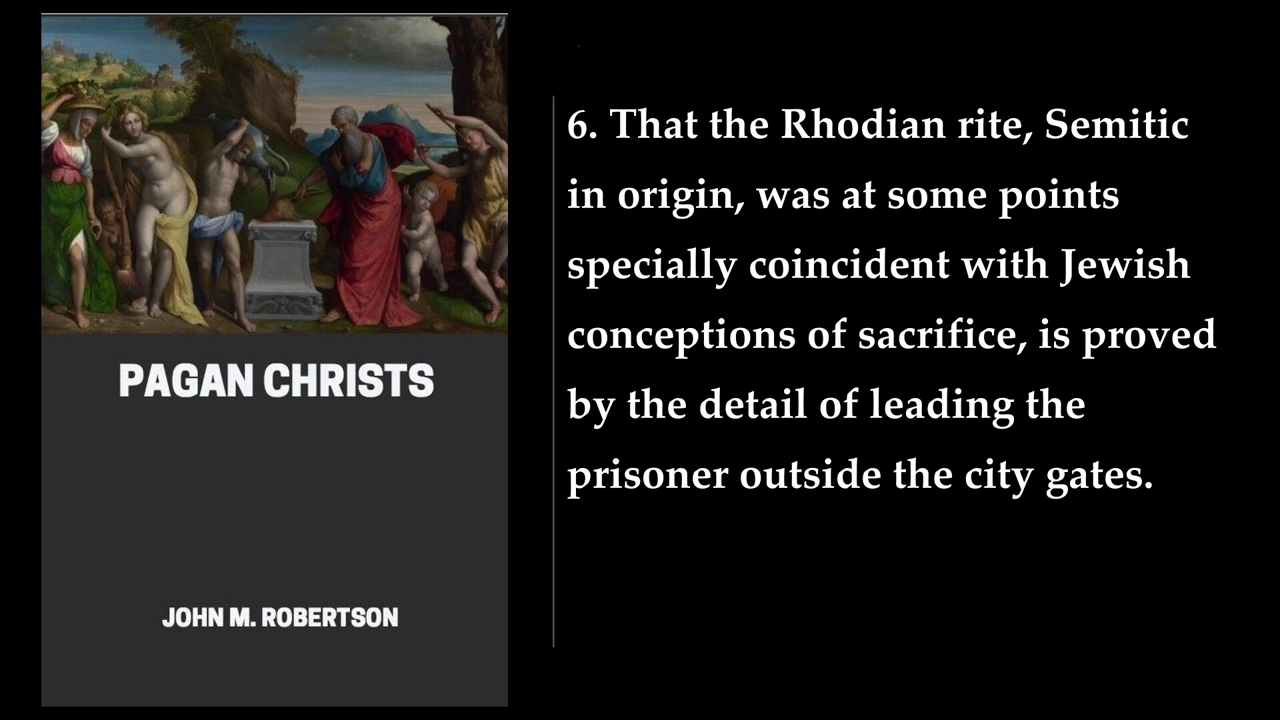 PAGAN CHRISTS
JOHN M. ROBERTSON
6. That the Rhodian rite, Semitic
in origin, was at some points
specially coincident with Jewish
conceptions of sacrifice, is proved
by the detail of leading the
prisoner outside the city gates.